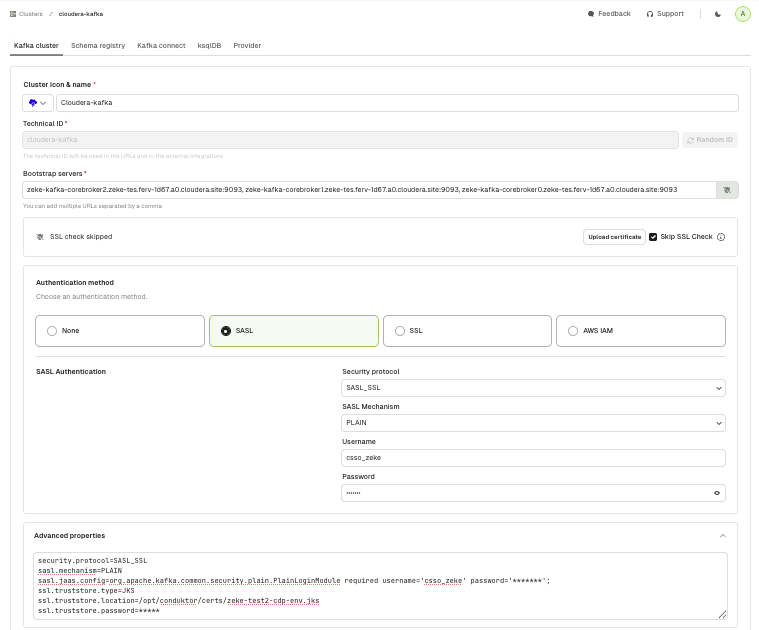 Clusters / cloudera-kafka
Feedback Support A
Kafka cluster Schema registry Kafka connect ksqlDB Provider
Cluster icon & name *
Cloudera-kafka
Technical ID *
cloudera-kafka Random ID
The technical ID will be used in the URLs and in the external integrations
Bootstrap servers *
zeke-kafka-corebroker2.zeke-tes.ferv-1d67.a0.cloudera.site:9093, zeke-kafka-corebroker1.zeke-tes.ferv-1d67.a0.cloudera.site:9093, zeke-kafka-corebroker0.zeke-tes.ferv-1d67.a0.cloudera.site:9093
You can add multiple URLs separated by a comma
SSL check skipped Upload certificate Skip SSL Check
Authentication method
Choose an authentication method.
None SASL SSL AWS IAM
SASL Authentication
Security protocol
SASL_SSL
SASL Mechanism
PLAIN
Username
csso_zeke
Password
•••••••
Advanced properties
security.protocol=SASL_SSL
sasl.mechanism=PLAIN
sasl.jaas.config=org.apache.kafka.common.security.plain.PlainLoginModule required username='csso_zeke' password='*******';
ssl.truststore.type=JKS
ssl.truststore.location=/opt/conduktor/certs/zeke-test2-cdp-env.jks
ssl.truststore.password=*****